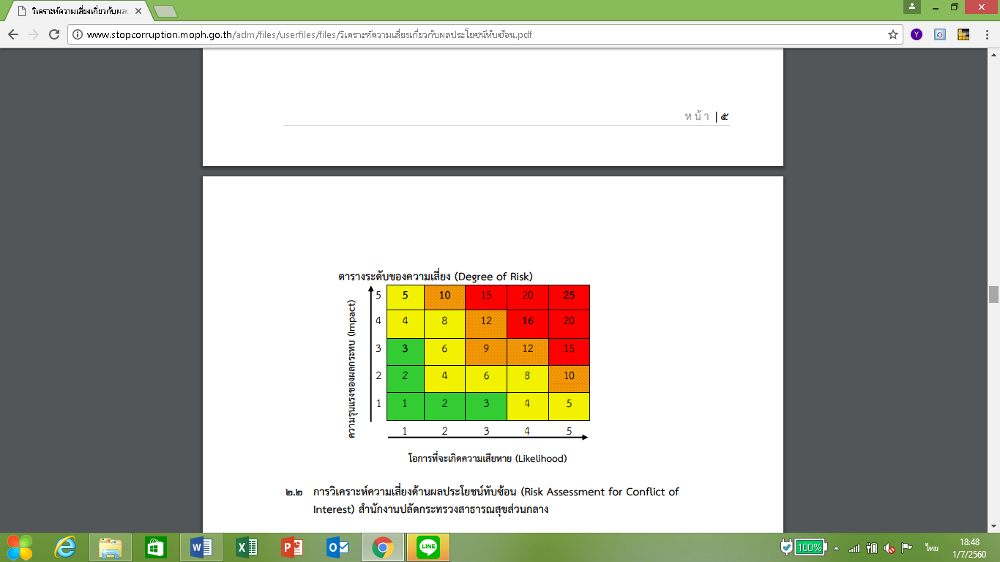 วิเคราะห์ความเสี่ยงเกี่ยวกับผล
www.stopcorruption.moph.go.th/adm/files/userfiles/files/วิเคราะห์ความเสี่ยงเกี่ยวกับผลประโยชน์ทับซ้อน.pdf
ห น้ า | ๕
ตารางระดับของความเสี่ยง (Degree of Risk)
ความรุนแรงของผลกระทบ (Impact)
5 5 10 15 20 25
4 4 8 12 16 20
3 3 6 9 12 15
2 2 4 6 8 10
1 1 2 3 4 5
1 2 3 4 5
โอการที่จะเกิดความเสียหาย (Likelihood)
๒.๒ การวิเคราะห์ความเสี่ยงด้านผลประโยชน์ทับซ้อน (Risk Assessment for Conflict of
Interest) สำนักงานปลัดกระทรวงสาธารณสุขส่วนกลาง
LINE
100%
ไทย
18:48
1/7/2560